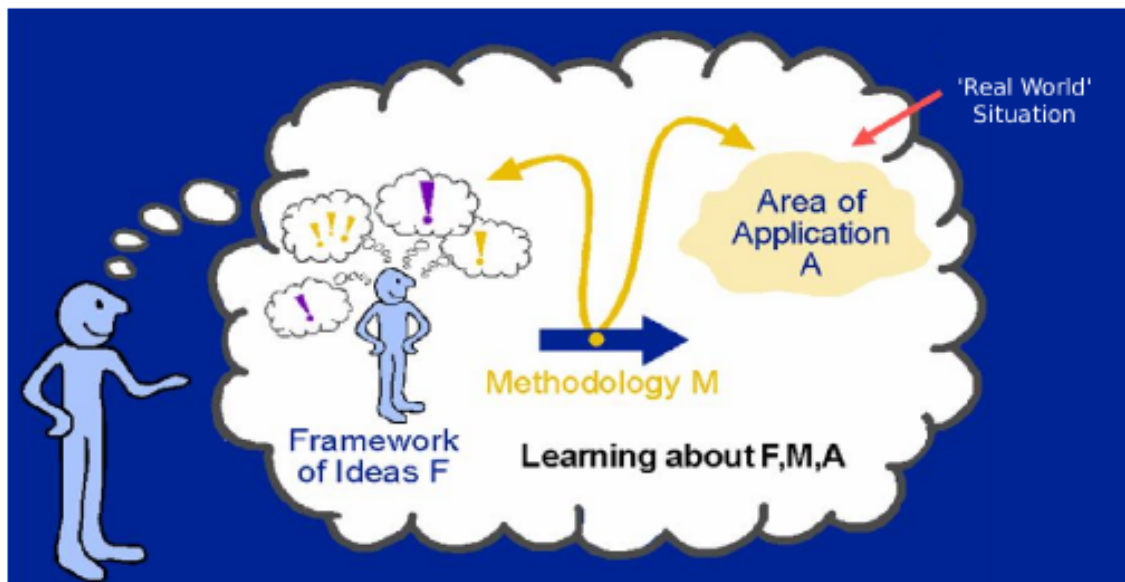 'Real World'
Situation
Area of
Application
A
!!!
!
!
!
Methodology M
Framework
of Ideas F
Learning about F,M,A